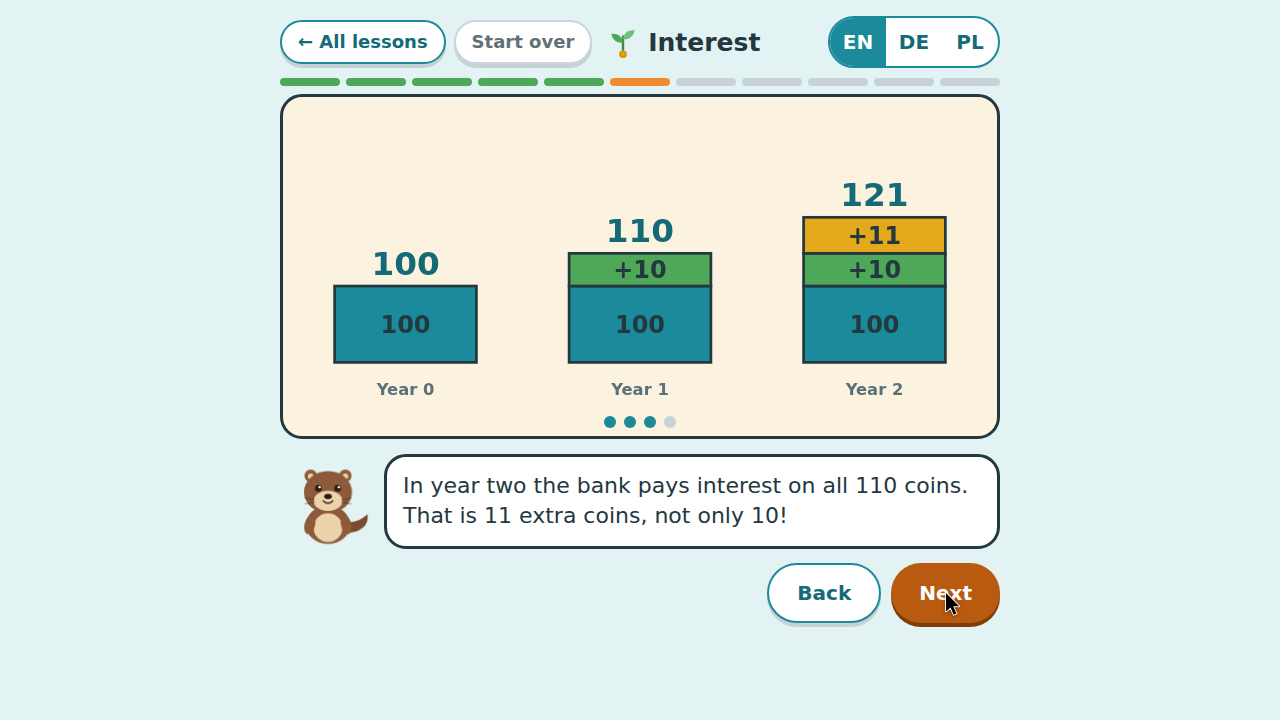 ← All lessons
Start over
Interest
EN DE PL
121
+11
110
+10
+10
100
100
100
100
Year 0
Year 1
Year 2
In year two the bank pays interest on all 110 coins.
That is 11 extra coins, not only 10!
Back
Next